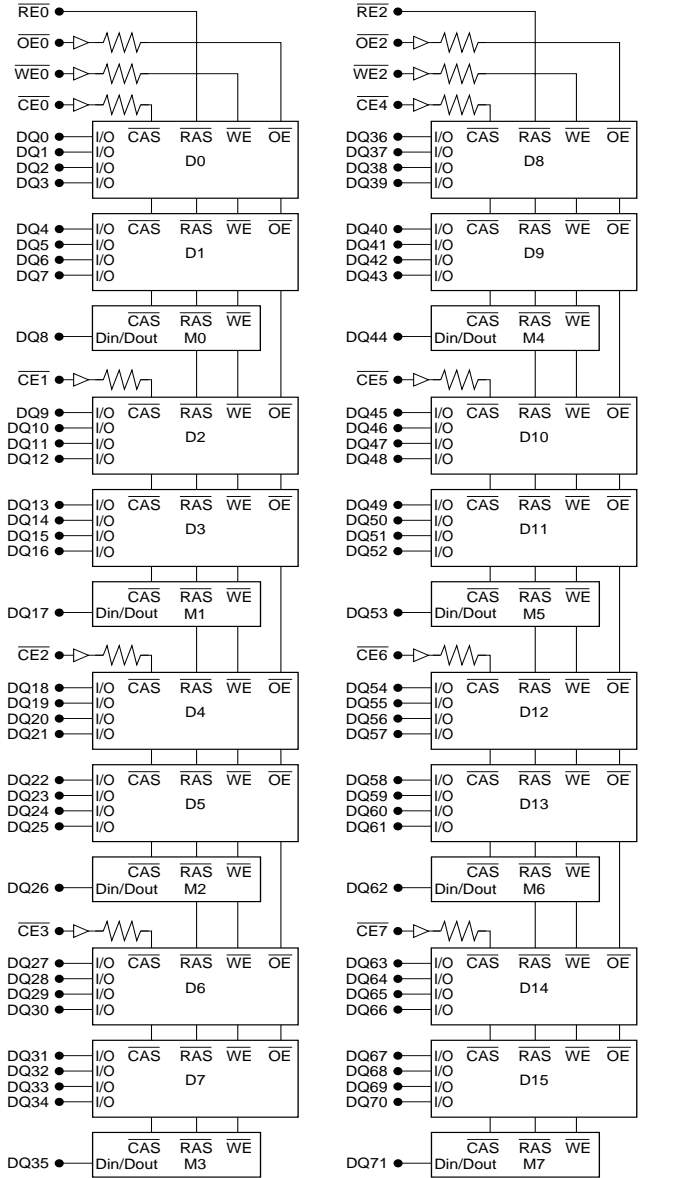 RE0
OE0
WE0
CE0
DQ0 I/O CAS RAS WE OE
DQ1 I/O D0
DQ2 I/O
DQ3 I/O
DQ4 I/O CAS RAS WE OE
DQ5 I/O D1
DQ6 I/O
DQ7 I/O
CAS RAS WE
DQ8 Din/Dout M0
CE1
DQ9 I/O CAS RAS WE OE
DQ10 I/O D2
DQ11 I/O
DQ12 I/O
DQ13 I/O CAS RAS WE OE
DQ14 I/O D3
DQ15 I/O
DQ16 I/O
CAS RAS WE
DQ17 Din/Dout M1
CE2
DQ18 I/O CAS RAS WE OE
DQ19 I/O D4
DQ20 I/O
DQ21 I/O
DQ22 I/O CAS RAS WE OE
DQ23 I/O D5
DQ24 I/O
DQ25 I/O
CAS RAS WE
DQ26 Din/Dout M2
CE3
DQ27 I/O CAS RAS WE OE
DQ28 I/O D6
DQ29 I/O
DQ30 I/O
DQ31 I/O CAS RAS WE OE
DQ32 I/O D7
DQ33 I/O
DQ34 I/O
CAS RAS WE
DQ35 Din/Dout M3
RE2
OE2
WE2
CE4
DQ36 I/O CAS RAS WE OE
DQ37 I/O D8
DQ38 I/O
DQ39 I/O
DQ40 I/O CAS RAS WE OE
DQ41 I/O D9
DQ42 I/O
DQ43 I/O
CAS RAS WE
DQ44 Din/Dout M4
CE5
DQ45 I/O CAS RAS WE OE
DQ46 I/O D10
DQ47 I/O
DQ48 I/O
DQ49 I/O CAS RAS WE OE
DQ50 I/O D11
DQ51 I/O
DQ52 I/O
CAS RAS WE
DQ53 Din/Dout M5
CE6
DQ54 I/O CAS RAS WE OE
DQ55 I/O D12
DQ56 I/O
DQ57 I/O
DQ58 I/O CAS RAS WE OE
DQ59 I/O D13
DQ60 I/O
DQ61 I/O
CAS RAS WE
DQ62 Din/Dout M6
CE7
DQ63 I/O CAS RAS WE OE
DQ64 I/O D14
DQ65 I/O
DQ66 I/O
DQ67 I/O CAS RAS WE OE
DQ68 I/O D15
DQ69 I/O
DQ70 I/O
CAS RAS WE
DQ71 Din/Dout M7